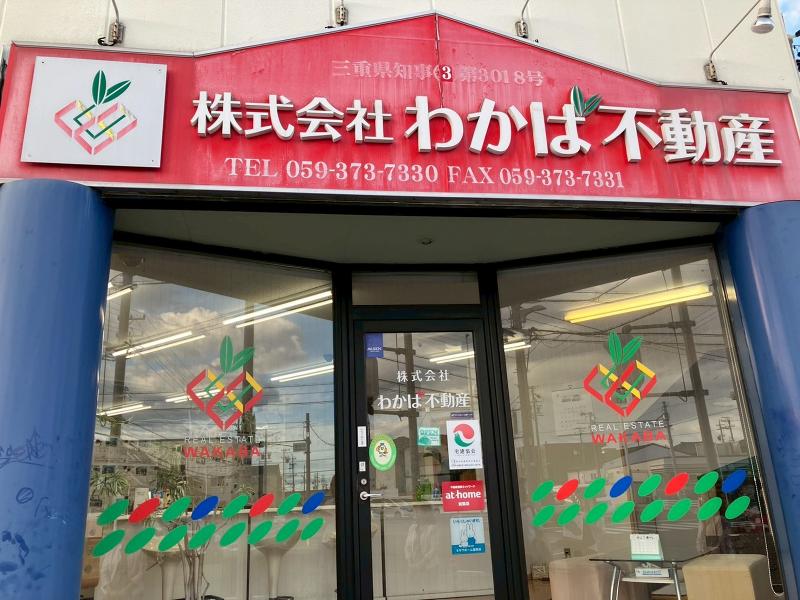 三重県知事(3)第3018号
株式会社わかば不動産
TEL 059-373-7330 FAX 059-373-7331
株式会社
わかば不動産
REAL ESTATE
WAKABA
REAL ESTATE
WAKABA
宅建協会
at home